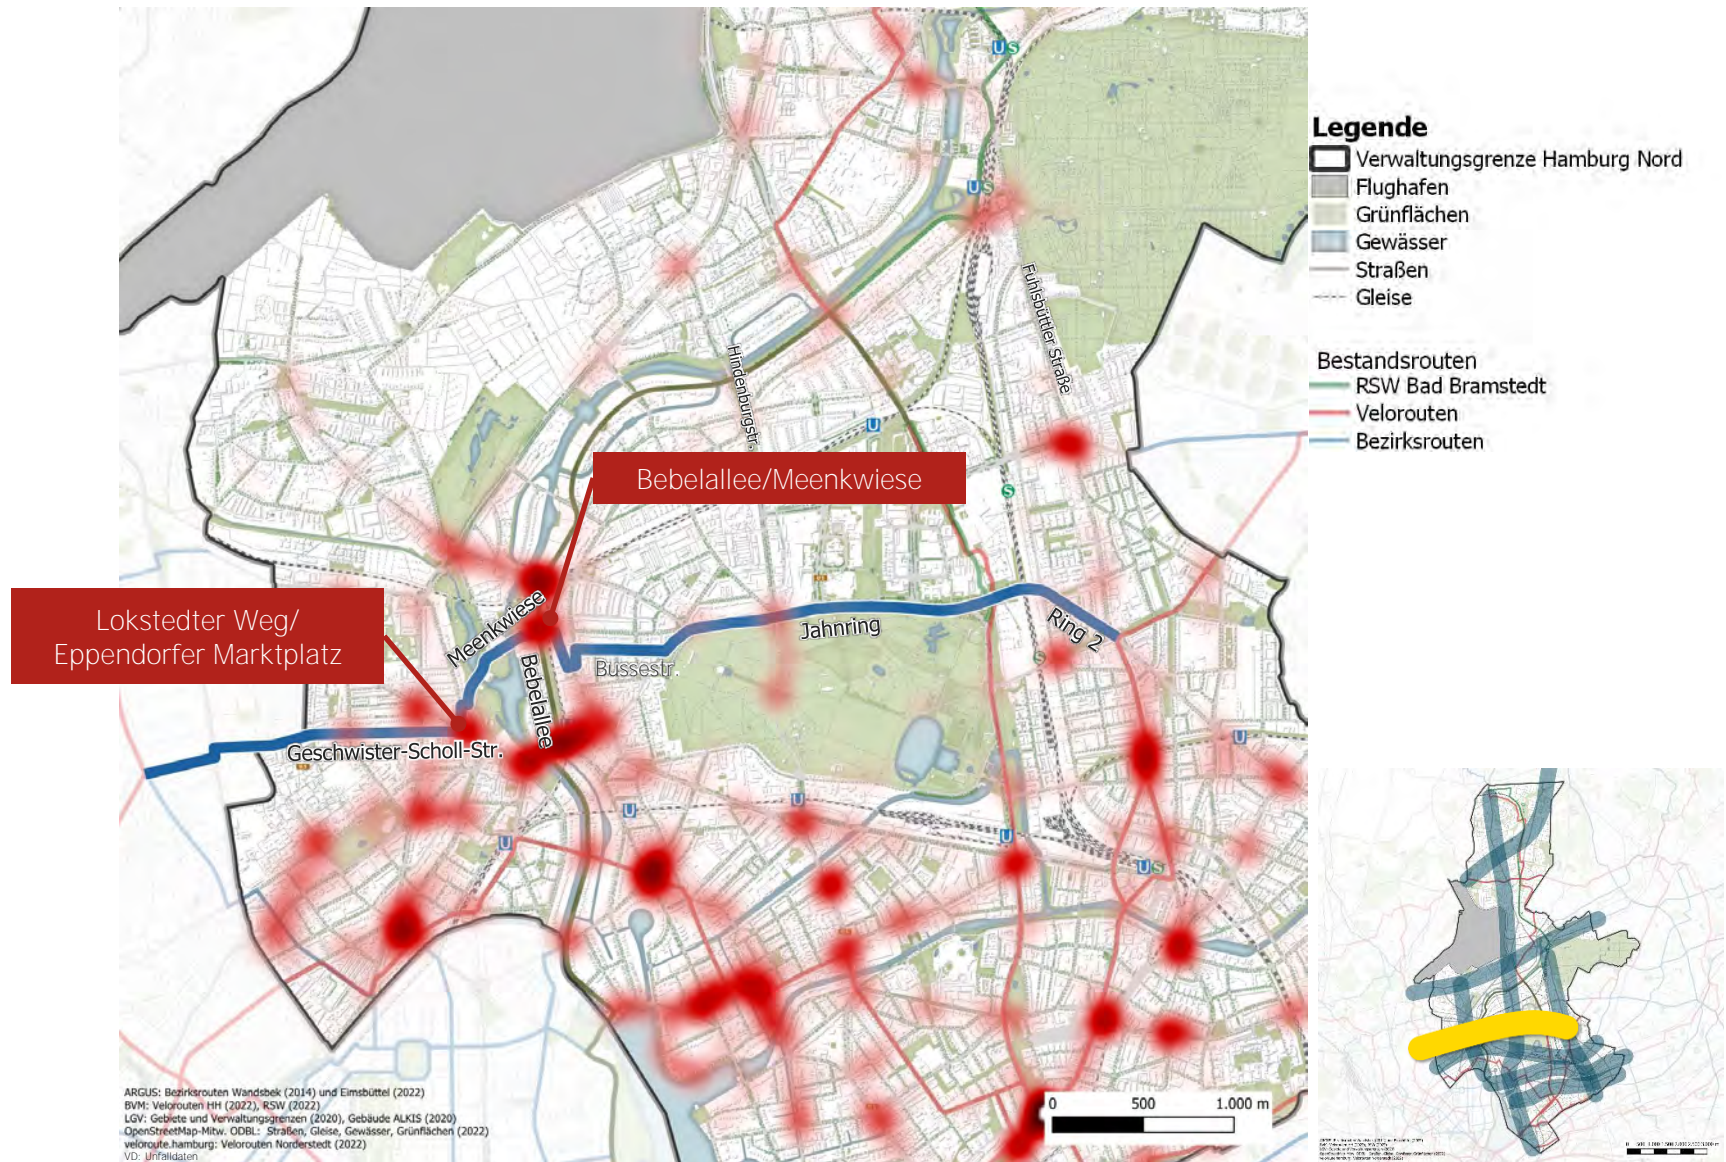 Legende
Verwaltungsgrenze Hamburg Nord
Flughafen
Grünflächen
Gewässer
Straßen
Gleise
Bestandsrouten
RSW Bad Bramstedt
Velorouten
Bezirksrouten
U S
U S
Fuhlsbüttler Straße
Hindenburgstr.
U
Bebelallee/Meenkwiese
S
Lokstedter Weg/
Eppendorfer Marktplatz
Meenkwiese
Jahnring
Ring 2
Bussestr.
S
Bebelallee
Geschwister-Scholl-Str.
U
U
U
U
U
U S
ARGUS: Bezirksrouten Wandsbek (2014) und Eimsbüttel (2022)
BVM: Velorouten HH (2022), RSW (2022)
LGV: Gebiete und Verwaltungsgrenzen (2020), Gebäude ALKIS (2020)
OpenStreetMap-Mitw. ODBL: Straßen, Gleise, Gewässer, Grünflächen (2022)
veloroute.hamburg: Velorouten Norderstedt (2022)
VD: Unfalldaten
0 500 1.000 m